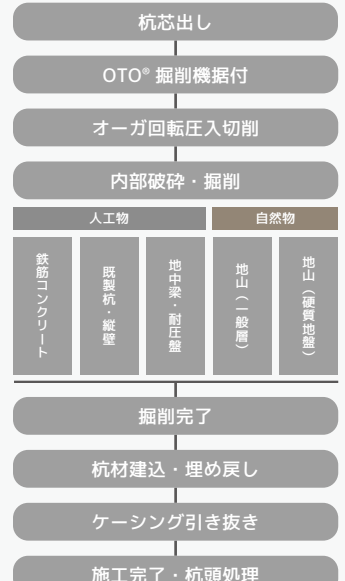 杭芯出し
OTO® 掘削機据付
オーガ回転圧入切削
内部破砕・掘削
人工物
自然物
鉄筋コンクリート
既製杭・縦壁
地中梁・耐圧盤
地山（一般層）
地山（硬質地盤）
掘削完了
杭材建込・埋め戻し
ケーシング引き抜き
施工完了・杭頭処理